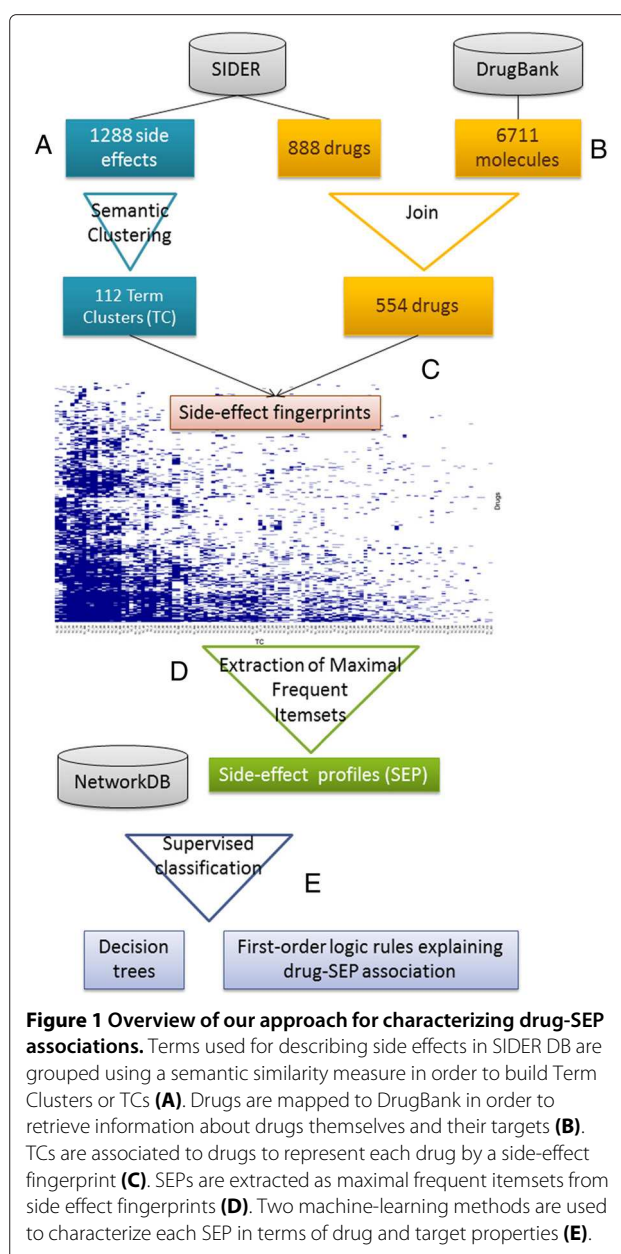 SIDER
DrugBank
A
1288 side
effects
888 drugs
6711
molecules
B
Semantic
Clustering
Join
112 Term
Clusters (TC)
554 drugs
C
Side-effect fingerprints
Drugs
TC
D
Extraction of Maximal
Frequent
Itemsets
NetworkDB
Side-effect profiles (SEP)
Supervised
classification
E
Decision
trees
First-order logic rules explaining
drug-SEP association
Figure 1 Overview of our approach for characterizing drug-SEP
associations. Terms used for describing side effects in SIDER DB are
grouped using a semantic similarity measure in order to build Term
Clusters or TCs (A). Drugs are mapped to DrugBank in order to
retrieve information about drugs themselves and their targets (B).
TCs are associated to drugs to represent each drug by a side-effect
fingerprint (C). SEPs are extracted as maximal frequent itemsets from
side effect fingerprints (D). Two machine-learning methods are used
to characterize each SEP in terms of drug and target properties (E).